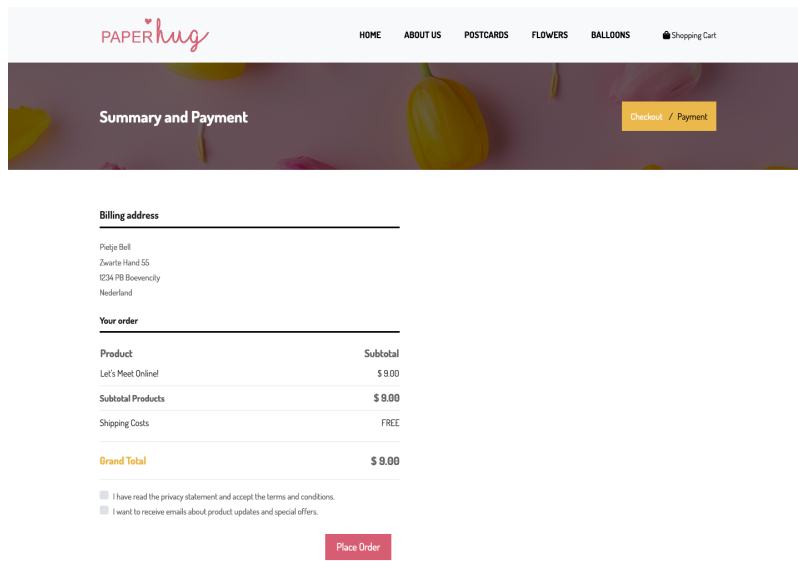 PAPER hug
HOME ABOUT US POSTCARDS FLOWERS BALLOONS Shopping Cart
Summary and Payment
Checkout / Payment
Billing address
Pietje Bell
Zwarte Hand 55
1234 PB Boevencity
Nederland
Your order
Product Subtotal
Let's Meet Online! $ 9.00
Subtotal Products $ 9.00
Shipping Costs FREE
Grand Total $ 9.00
I have read the privacy statement and accept the terms and conditions.
I want to receive emails about product updates and special offers.
Place Order